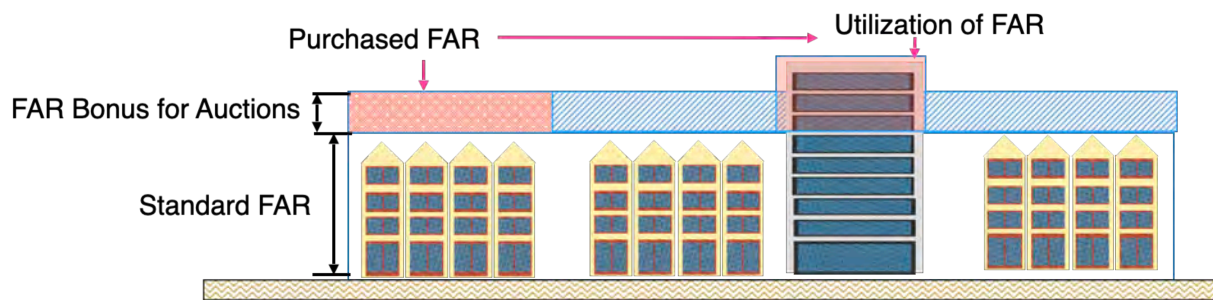 Purchased FAR
Utilization of FAR
FAR Bonus for Auctions
Standard FAR